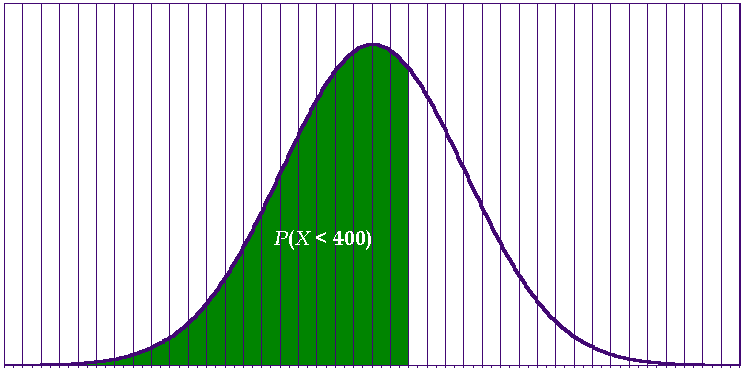 P(X < 400)